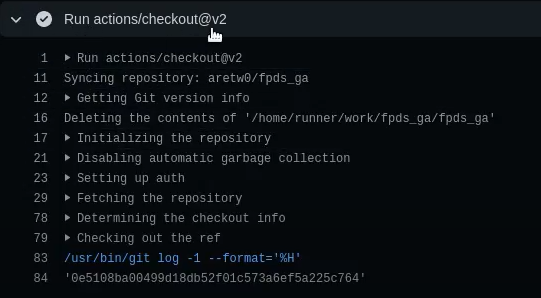 Run actions/checkout@v2
1 Run actions/checkout@v2
11 Syncing repository: aretw0/fpds_ga
12 Getting Git version info
16 Deleting the contents of '/home/runner/work/fpds_ga/fpds_ga'
17 Initializing the repository
21 Disabling automatic garbage collection
23 Setting up auth
29 Fetching the repository
78 Determining the checkout info
79 Checking out the ref
83 /usr/bin/git log -1 --format='%H'
84 '0e5108ba00499d18db52f01c573a6ef5a225c764'